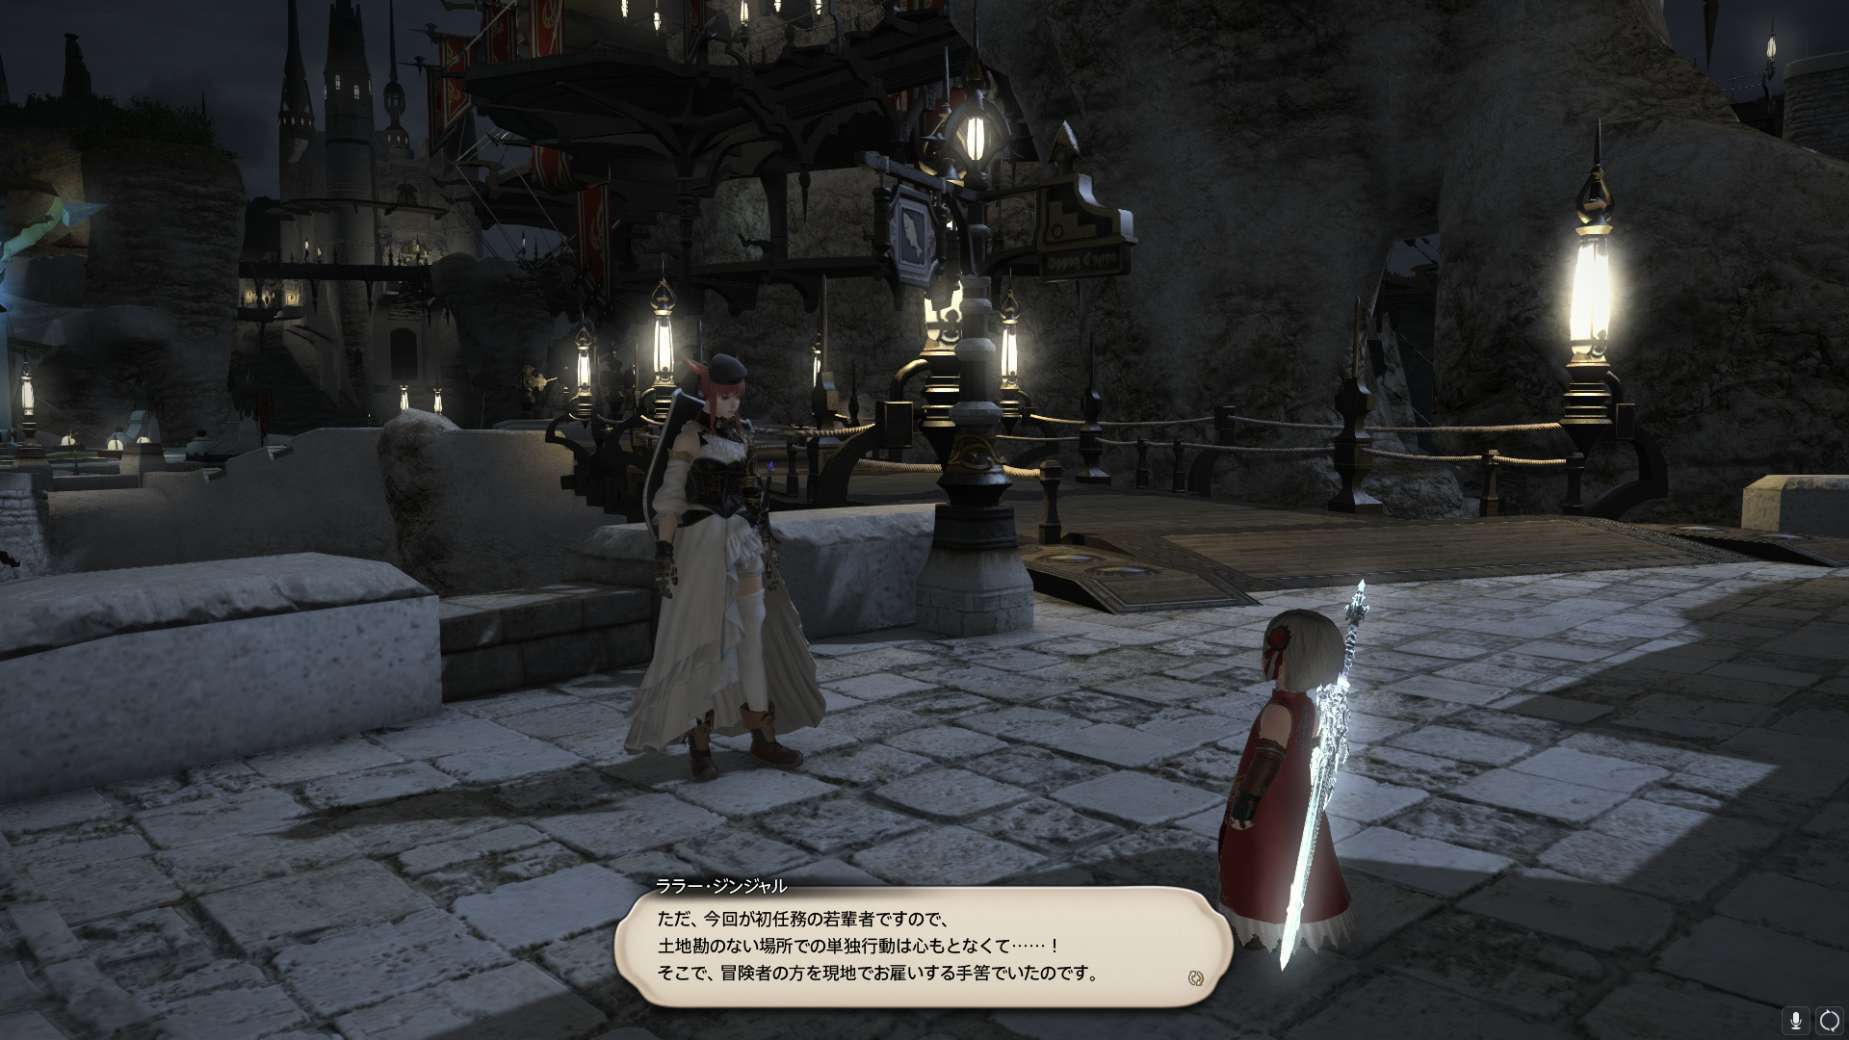 ララー・ジンジャル
ただ、今回が初任務の若輩者ですので、
土地勘のない場所での単独行動は心もとなくて……！
そこで、冒険者の方を現地でお雇いする手筈でいたのです。